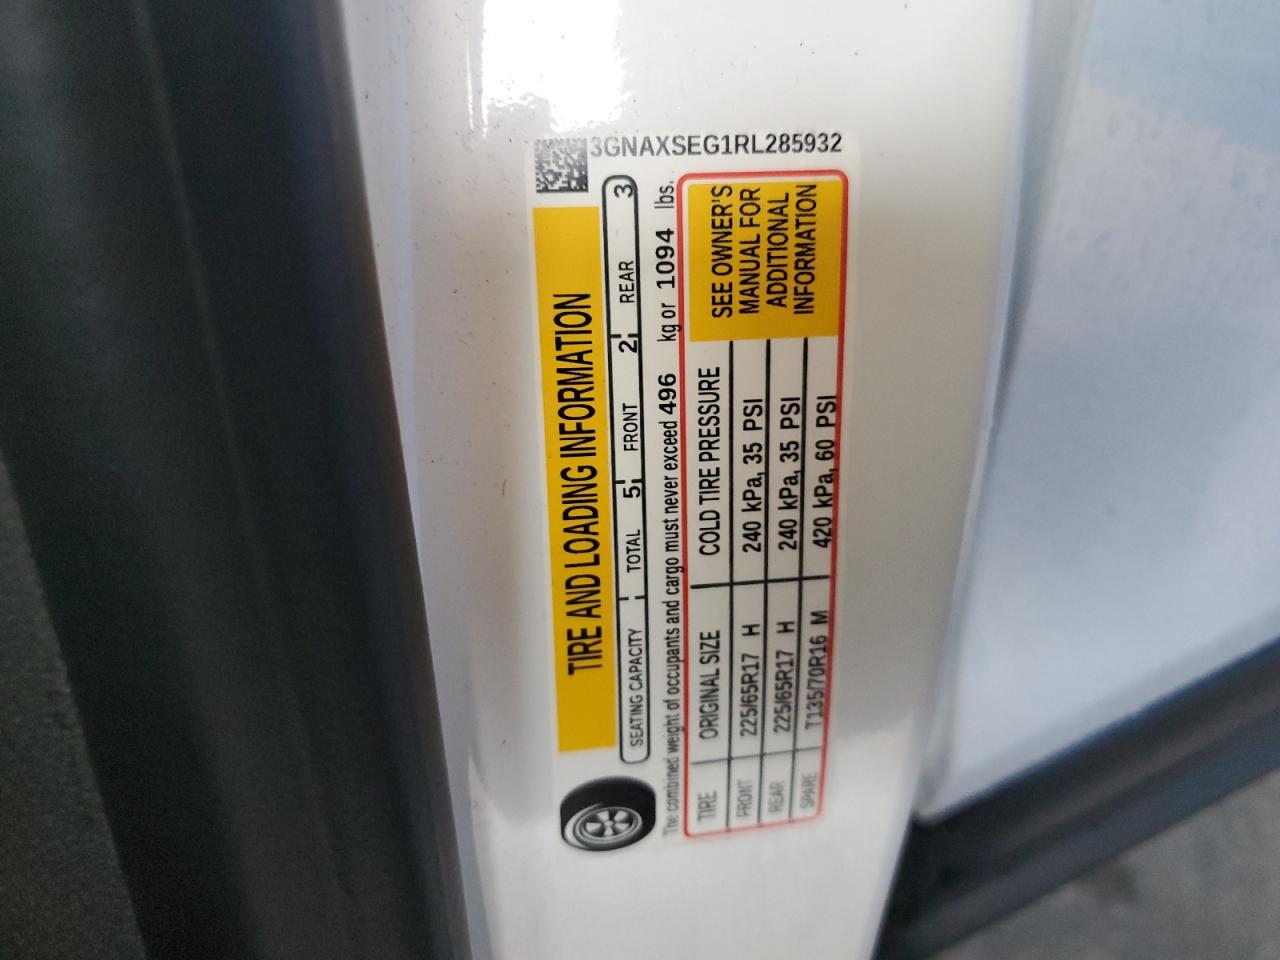 3GNAXSEG1RL285932
TIRE AND LOADING INFORMATION
SEATING CAPACITY TOTAL 5 FRONT 2 REAR 3
The combined weight of occupants and cargo must never exceed 496 kg or 1094 lbs.
TIRE ORIGINAL SIZE COLD TIRE PRESSURE
FRONT 225/65R17 H 240 kPa, 35 PSI
REAR 225/65R17 H 240 kPa, 35 PSI
SPARE T135/70R16 M 420 kPa, 60 PSI
SEE OWNER'S
MANUAL FOR
ADDITIONAL
INFORMATION